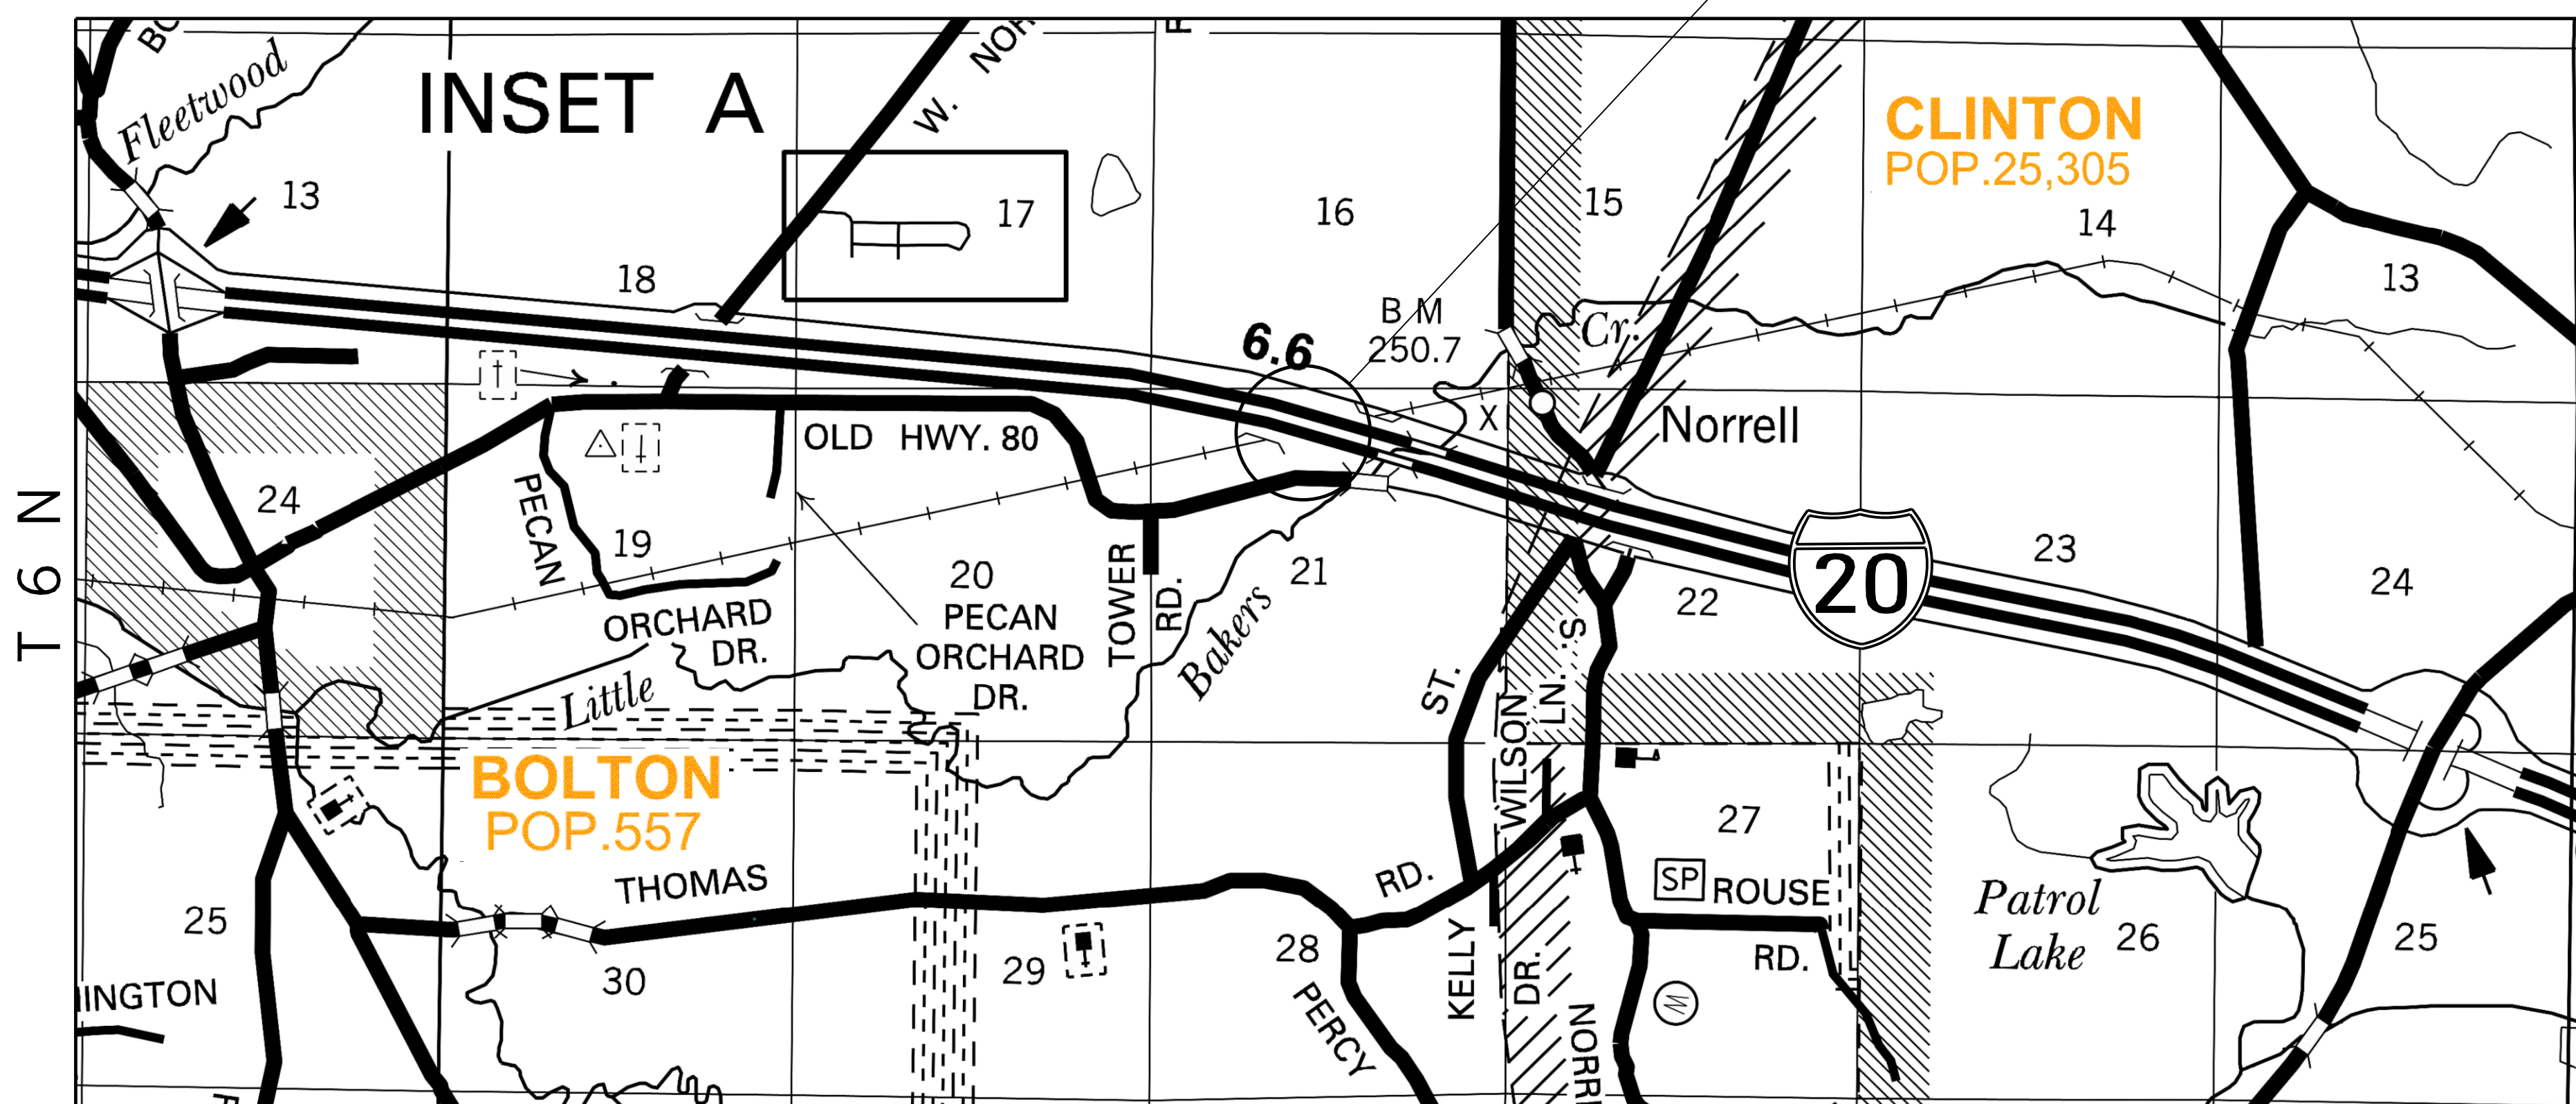 INSET A
Fleetwood
W.
CLINTON
POP.25,305
13
18
17
16
15
14
13
B M
250.7
6.6
Cr.
X
Norrell
OLD HWY. 80
T 6 N
24
PECAN
19
ORCHARD
DR.
20
PECAN
ORCHARD
DR.
TOWER
RD.
Bakers
21
22
20
23
24
S.
ST.
WILSON
LN.
Little
BOLTON
POP.557
THOMAS
RD.
27
SP
ROUSE
RD.
Patrol
Lake
26
25
25
30
29
28
KELLY
DR.
PERCY
W